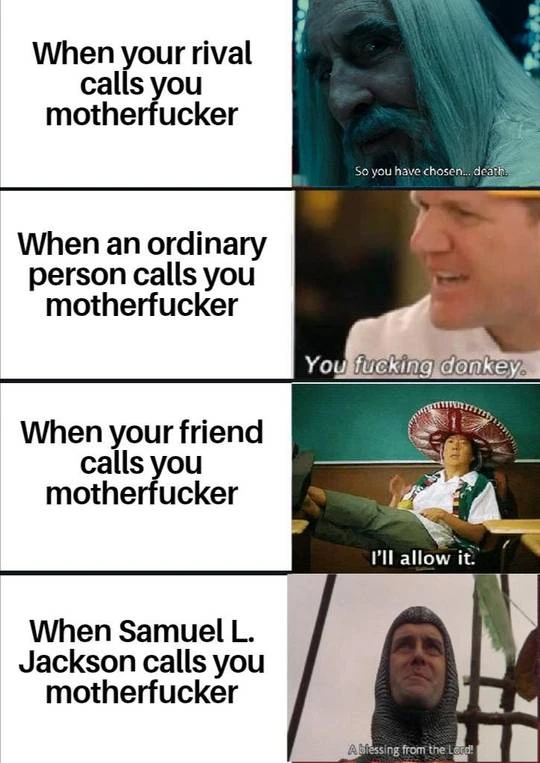 When your rival
calls you
motherfucker
So you have chosen... death.
When an ordinary
person calls you
motherfucker
You fucking donkey.
When your friend
calls you
motherfucker
I'll allow it.
When Samuel L.
Jackson calls you
motherfucker
A blessing from the Lord!